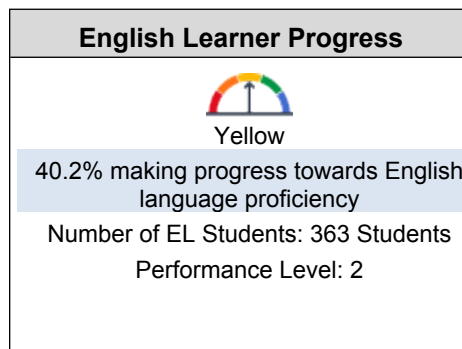 English Learner Progress
Yellow
40.2% making progress towards English
language proficiency
Number of EL Students: 363 Students
Performance Level: 2